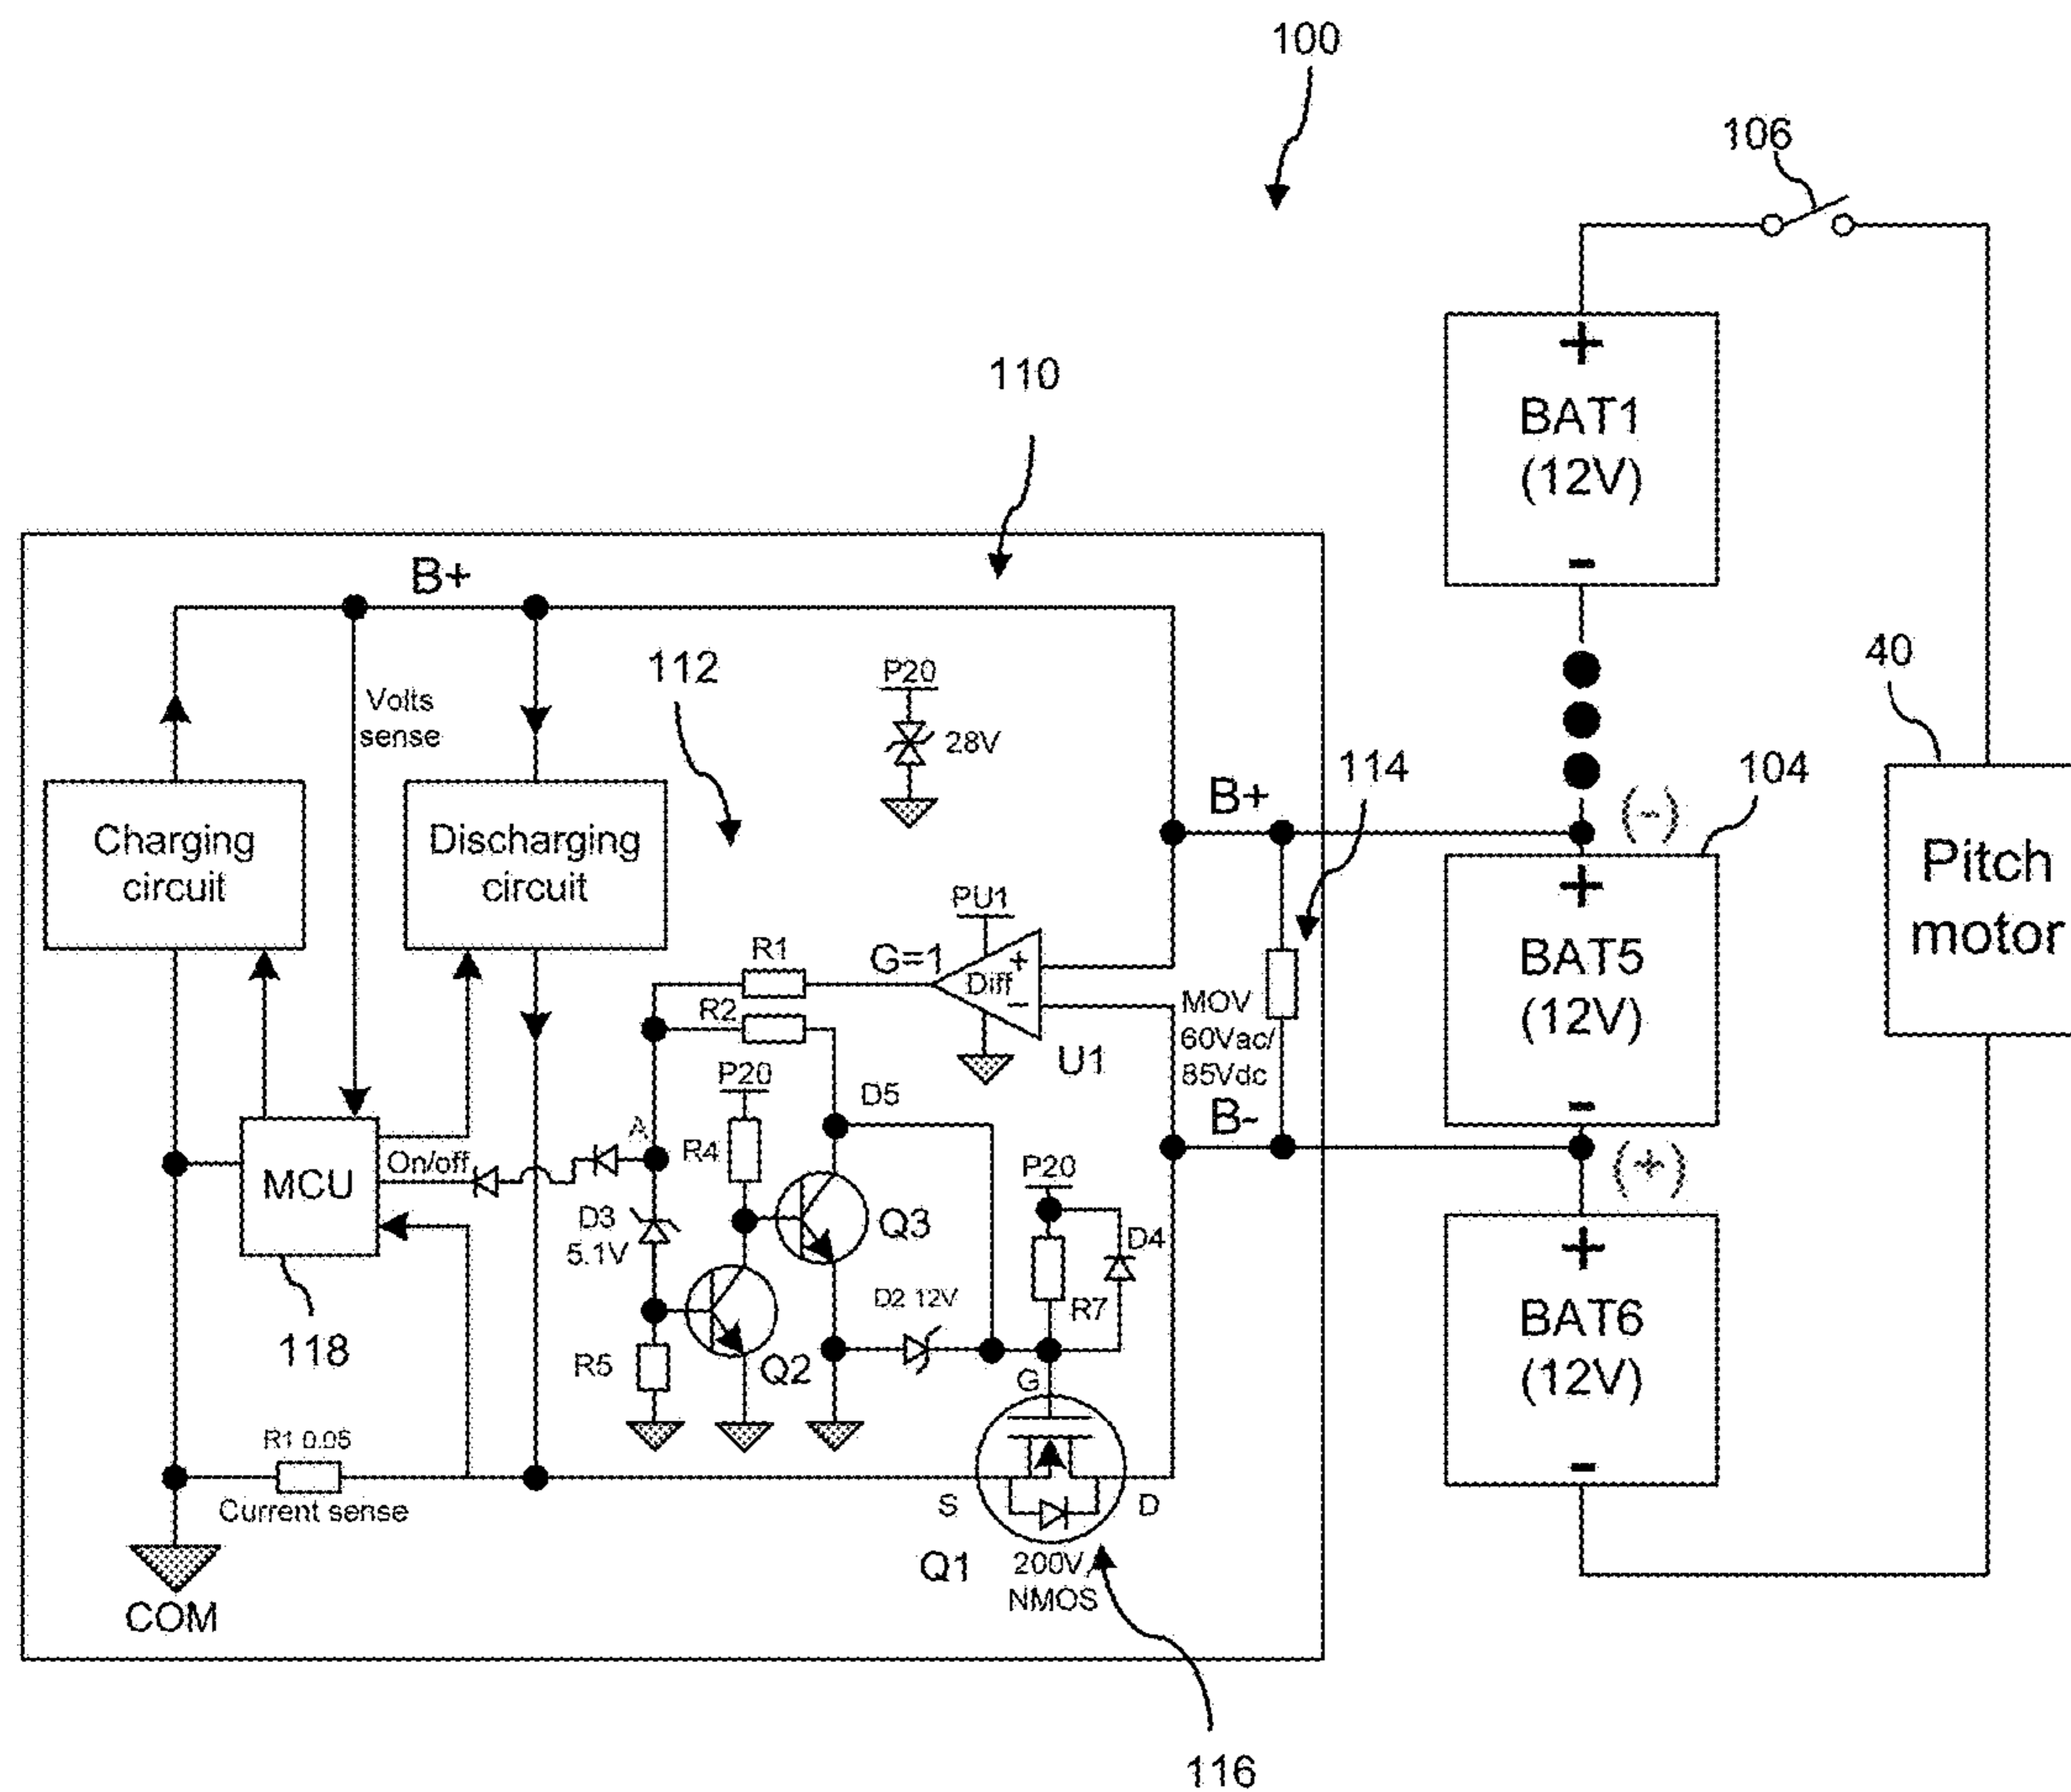 100
106
BAT1
(12V)
110
B+
112
P20
28V
Volts
sense
40
114
104
B+
(-)
Charging
circuit
Discharging
circuit
Pitch
motor
BAT5
(12V)
PU1
G=1
Diff
R1
R2
U1
MOV
60Vac/
85Vdc
P20
D5
B-
A
R4
On/off
MCU
(+)
P20
Q3
D3
5.1V
D4
118
D2 12V
R7
BAT6
(12V)
R5
Q2
G
R1 0.05
Current sense
S
D
Q1
200V
NMOS
COM
116